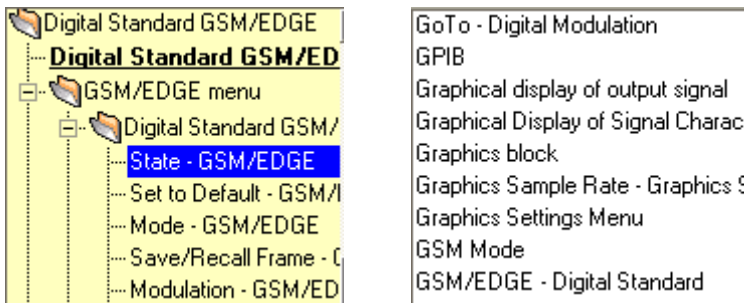 Digital Standard GSM/EDGE
Digital Standard GSM/ED
GSM/EDGE menu
Digital Standard GSM/
State - GSM/EDGE
Set to Default - GSM/
Mode - GSM/EDGE
Save/Recall Frame -
Modulation - GSM/ED
GoTo - Digital Modulation
GPIB
Graphical display of output signal
Graphical Display of Signal Charac
Graphics block
Graphics Sample Rate - Graphics S
Graphics Settings Menu
GSM Mode
GSM/EDGE - Digital Standard